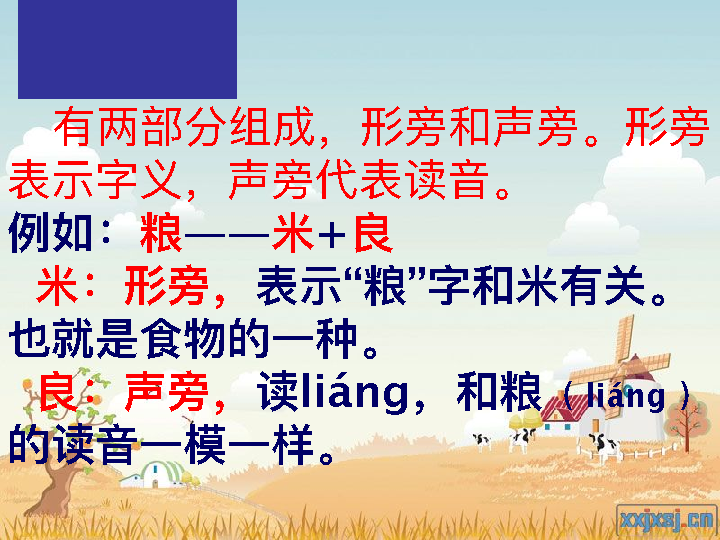 有两部分组成，形旁和声旁。形旁
表示字义，声旁代表读音。
例如：粮——米+良
米：形旁，表示“粮”字和米有关。
也就是食物的一种。
良：声旁，读liáng，和粮（liáng）
的读音一模一样。
xxjxsj.cn